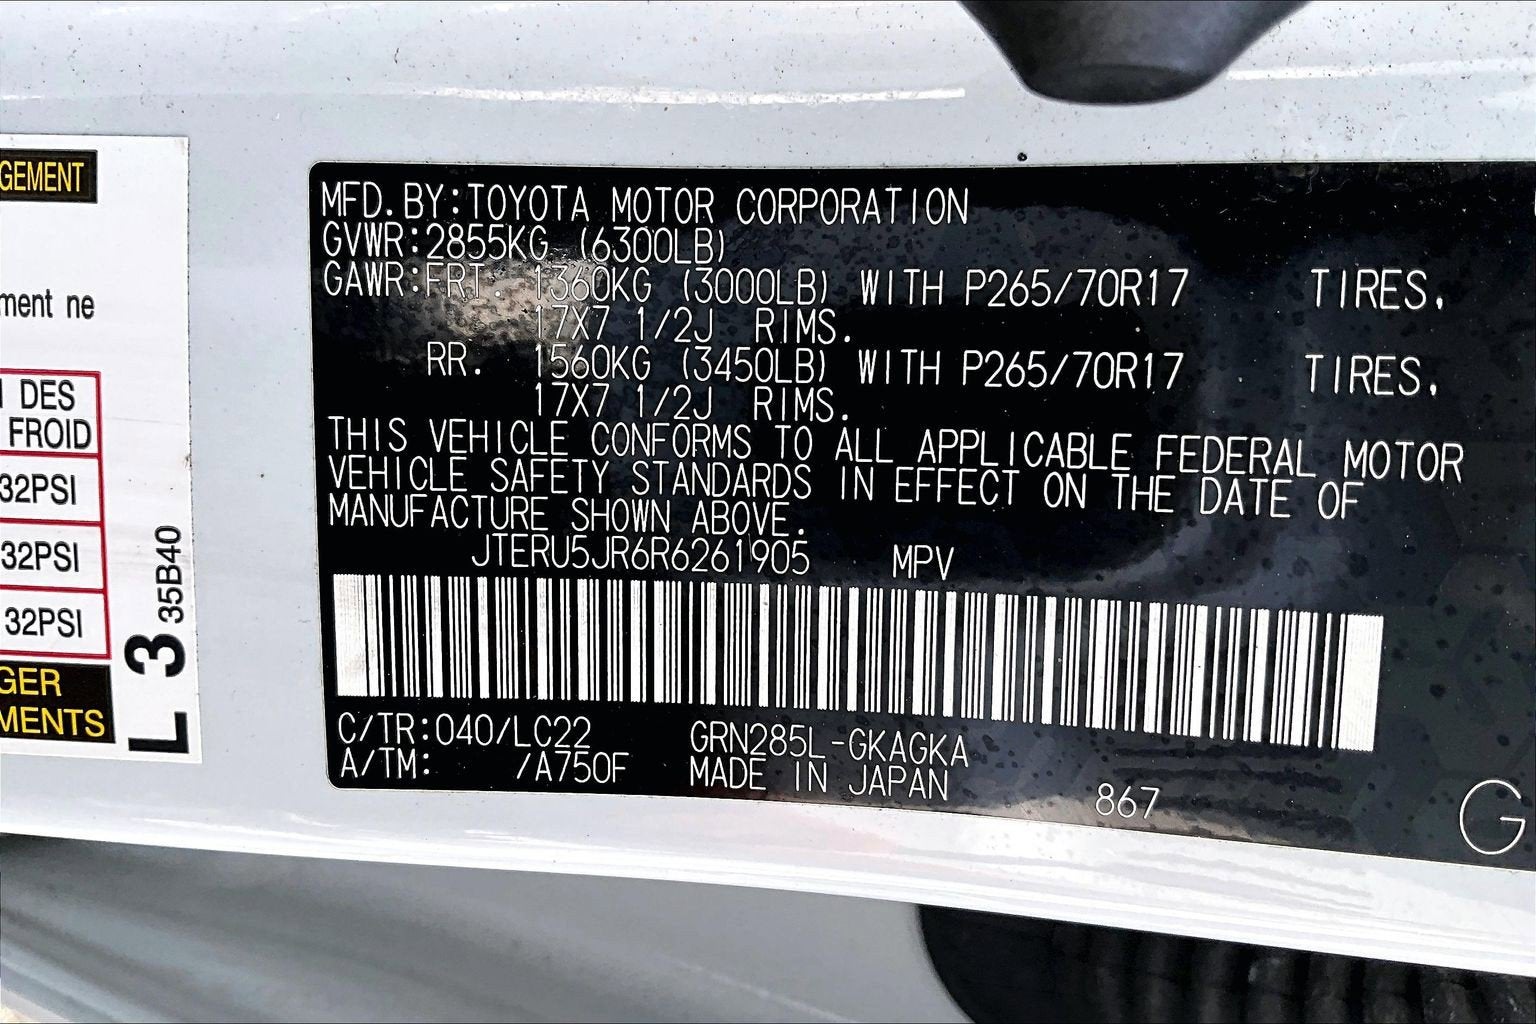 GEMENT
ment ne
DES
FROID
32PSI
32PSI
32PSI
GER
MENTS
L 3 35B40
MFD.BY:TOYOTA MOTOR CORPORATION
GVWR:2855KG (6300LB)
GAWR:FRT. 1360KG (3000LB) WITH P265/70R17 TIRES,
17X7 1/2J RIMS.
RR. 1560KG (3450LB) WITH P265/70R17 TIRES,
17X7 1/2J RIMS.
THIS VEHICLE CONFORMS TO ALL APPLICABLE FEDERAL MOTOR
VEHICLE SAFETY STANDARDS IN EFFECT ON THE DATE OF
MANUFACTURE SHOWN ABOVE.
JTERU5JR6R6261905 MPV
C/TR:040/LC22 GRN285L-GKAGKA
A/TM: /A750F MADE IN JAPAN
867
G